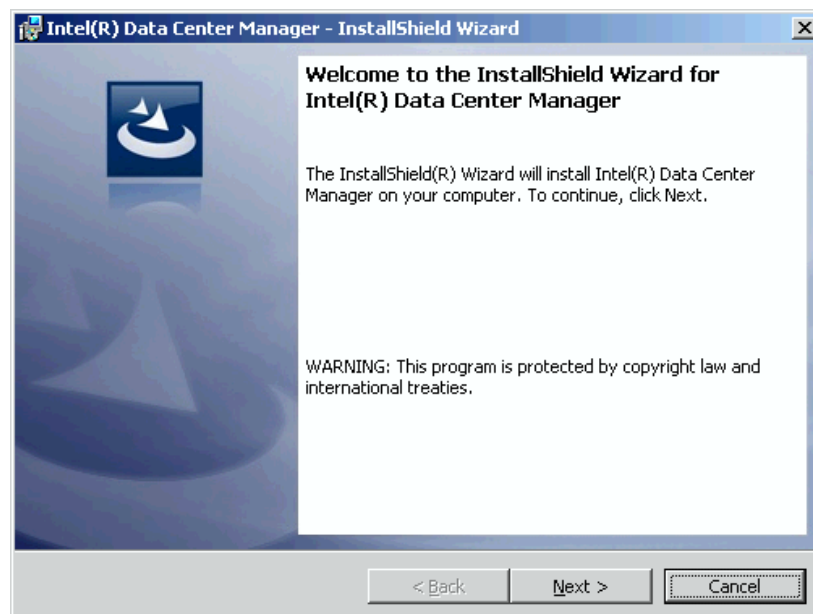 Intel(R) Data Center Manager - InstallShield Wizard
Welcome to the InstallShield Wizard for
Intel(R) Data Center Manager
The InstallShield(R) Wizard will install Intel(R) Data Center
Manager on your computer. To continue, click Next.
WARNING: This program is protected by copyright law and
international treaties.
< Back
Next >
Cancel